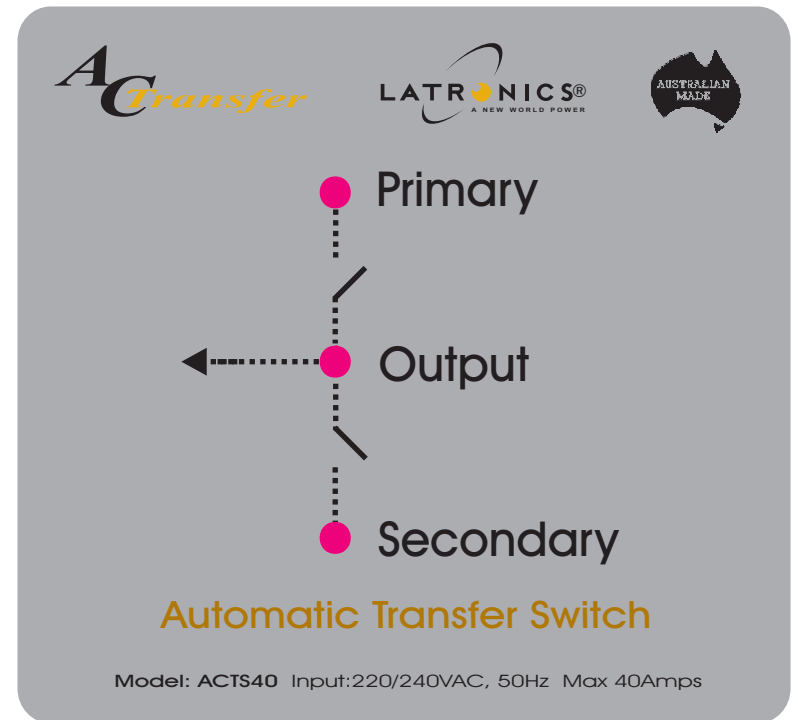 AC Transfer
LATRONICS®
A NEW WORLD POWER
AUSTRALIAN
MADE
Primary
Output
Secondary
Automatic Transfer Switch
Model: ACTS40 Input:220/240VAC, 50Hz Max 40Amps